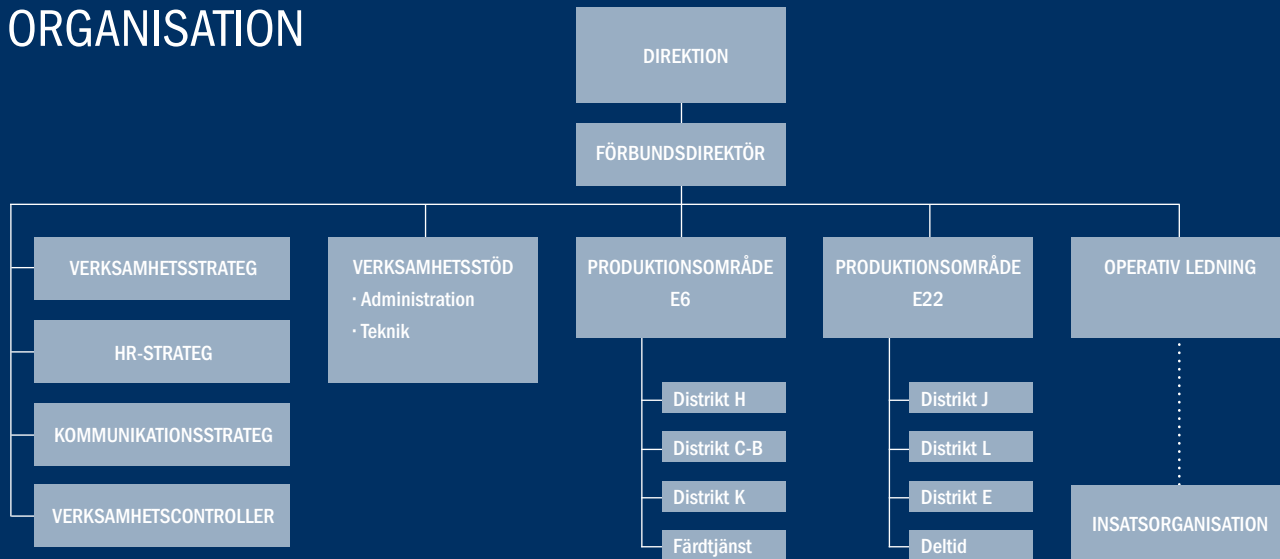 ORGANISATION
DIREKTION
FÖRBUNDSDIREKTÖR
VERKSAMHETSSTRATEG
HR-STRATEG
KOMMUNIKATIONSSTRATEG
VERKSAMHETSCONTROLLER
VERKSAMHETSSTÖD
· Administration
· Teknik
PRODUKTIONSOMRÅDE
E6
Distrikt H
Distrikt C-B
Distrikt K
Färdtjänst
PRODUKTIONSOMRÅDE
E22
Distrikt J
Distrikt L
Distrikt E
Deltid
OPERATIV LEDNING
INSATSORGANISATION